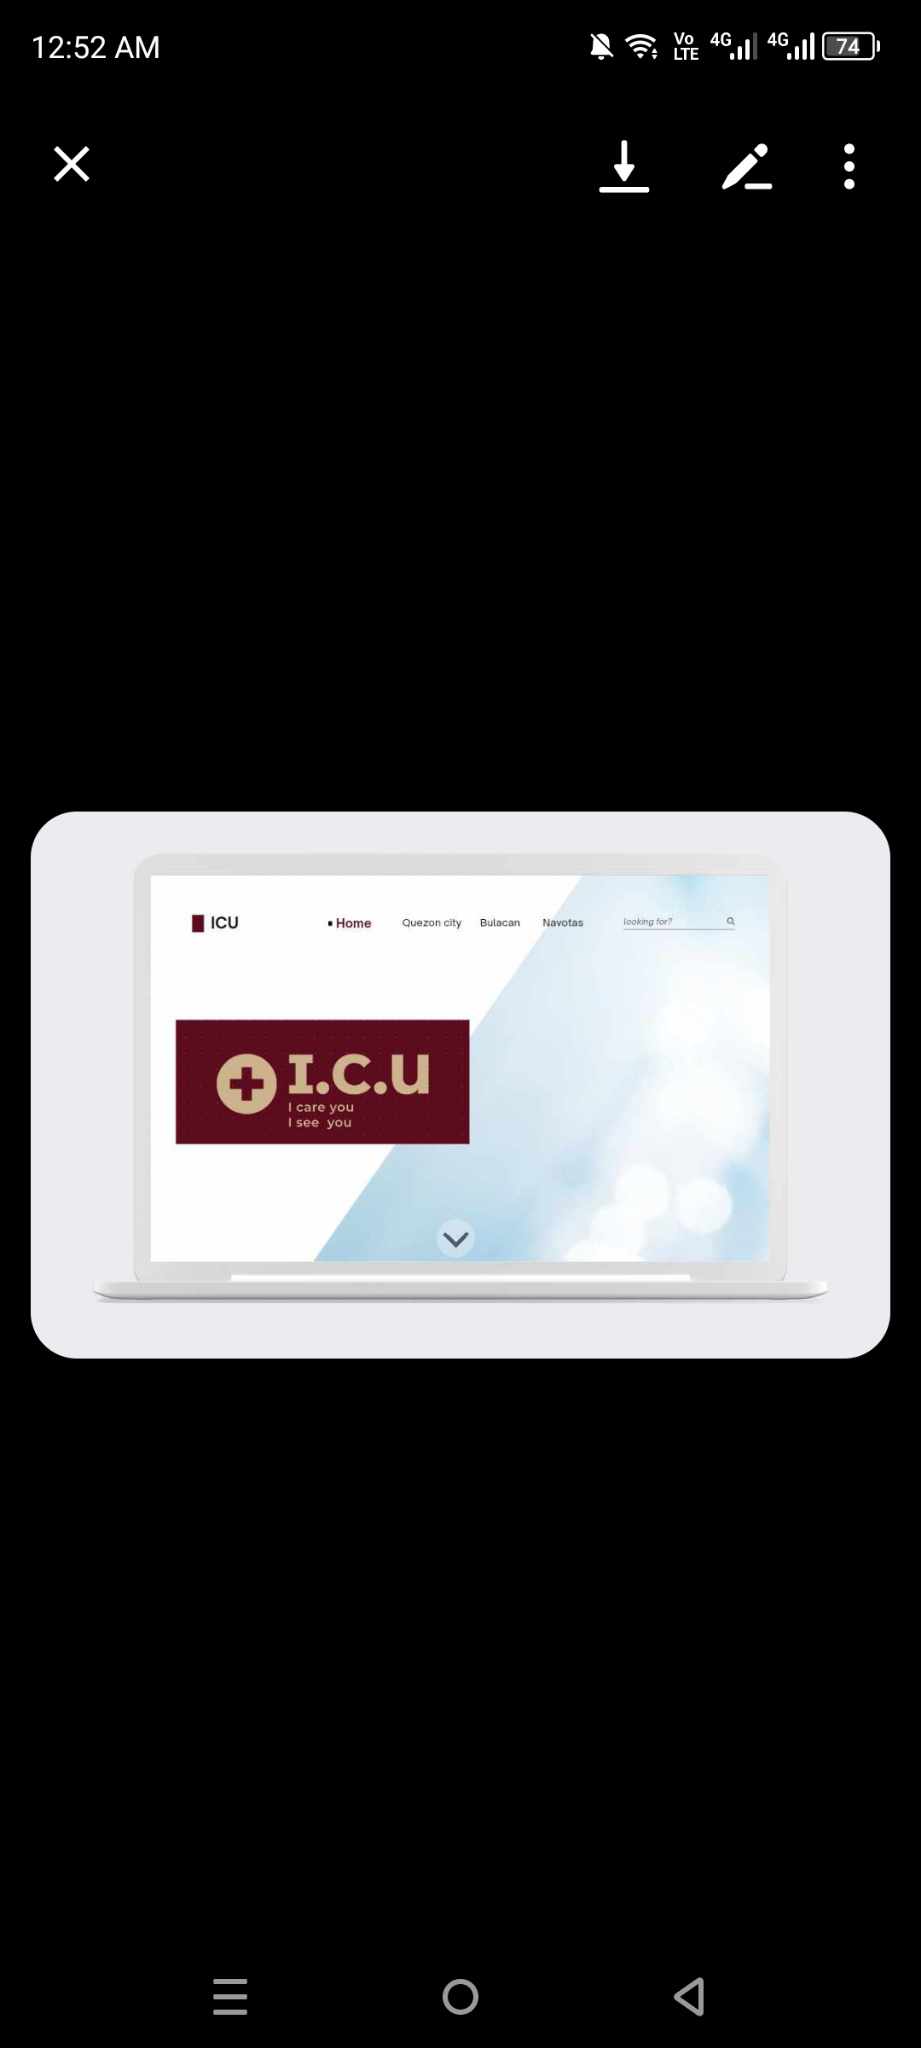 12:52 AM Vo LTE 4G 4G 74
ICU Home Quezon city Bulacan Navotas looking for?
I.C.U
I care you
I see you